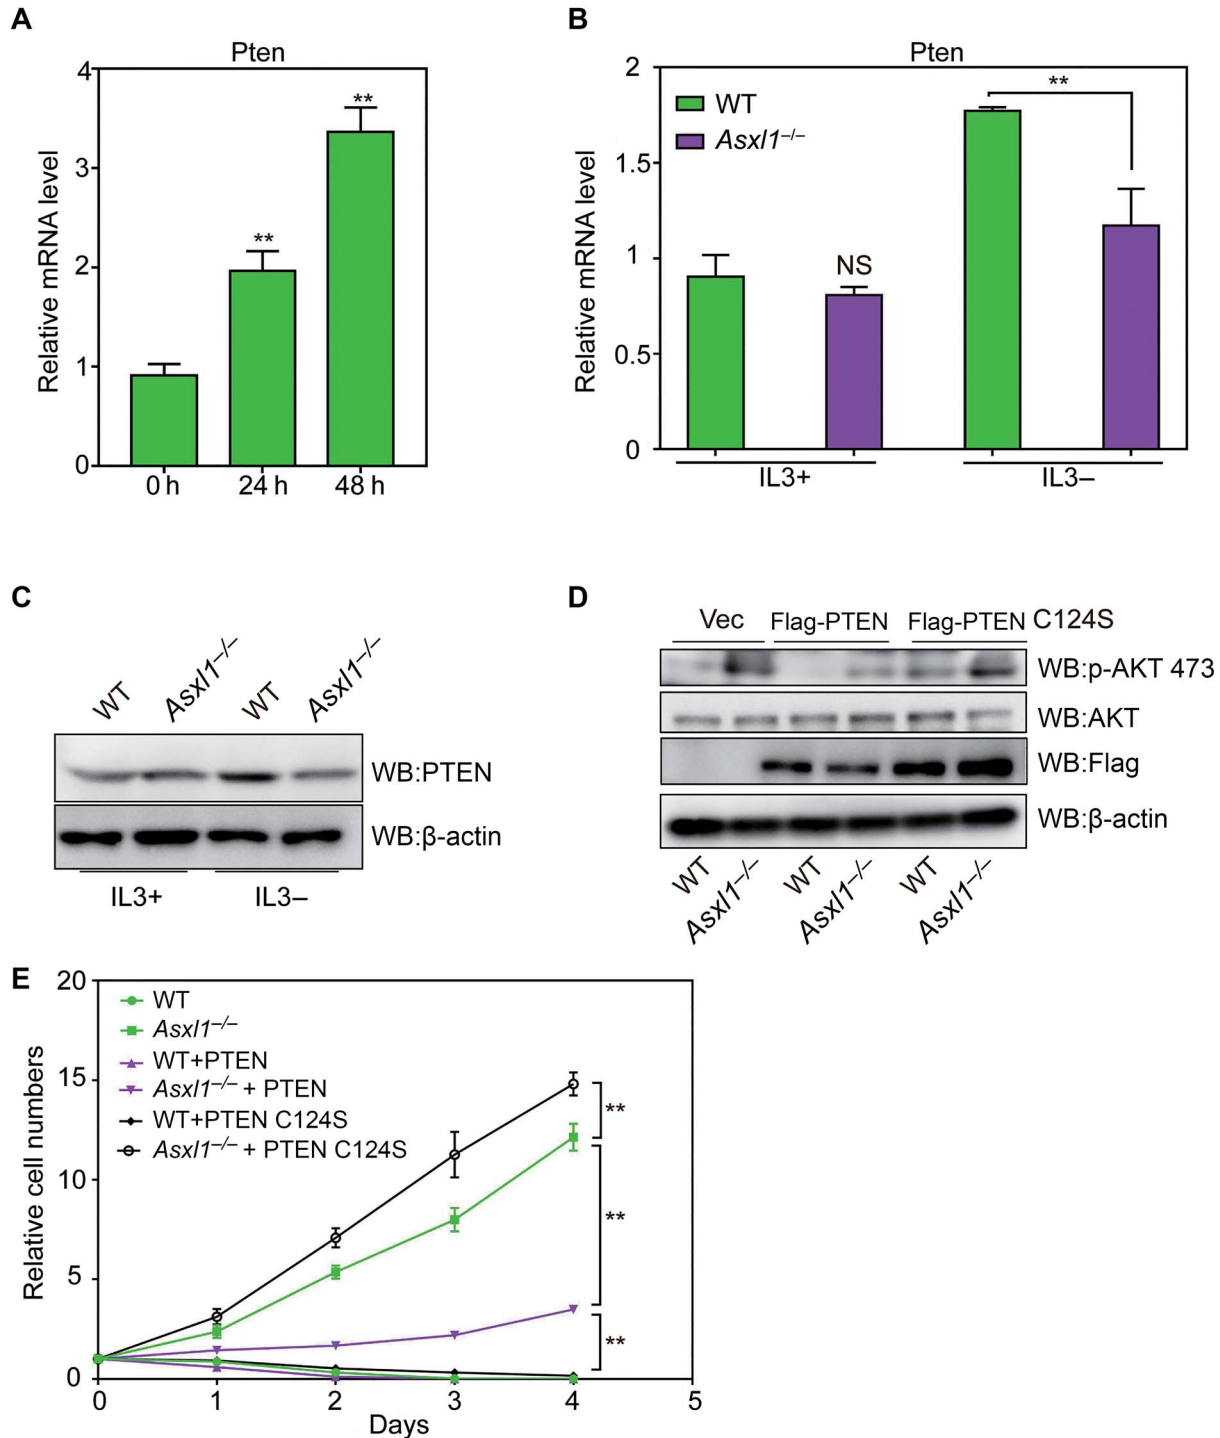 A
Pten
Relative mRNA level
4
3
2
1
0
**
**
0 h 24 h 48 h
B
Pten
Relative mRNA level
2
1.5
1
0.5
0
WT
Asxl1–/–
NS
**
IL3+ IL3–
C
WT Asxl1–/– WT Asxl1–/–
WB:PTEN
WB:β-actin
IL3+ IL3–
D
Vec Flag-PTEN Flag-PTEN C124S
WB:p-AKT 473
WB:AKT
WB:Flag
WB:β-actin
WT Asxl1–/– WT Asxl1–/– WT Asxl1–/–
E
Relative cell numbers
20
15
10
5
0
WT
Asxl1–/–
WT+PTEN
Asxl1–/– + PTEN
WT+PTEN C124S
Asxl1–/– + PTEN C124S
**
**
**
0 1 2 3 4 5
Days